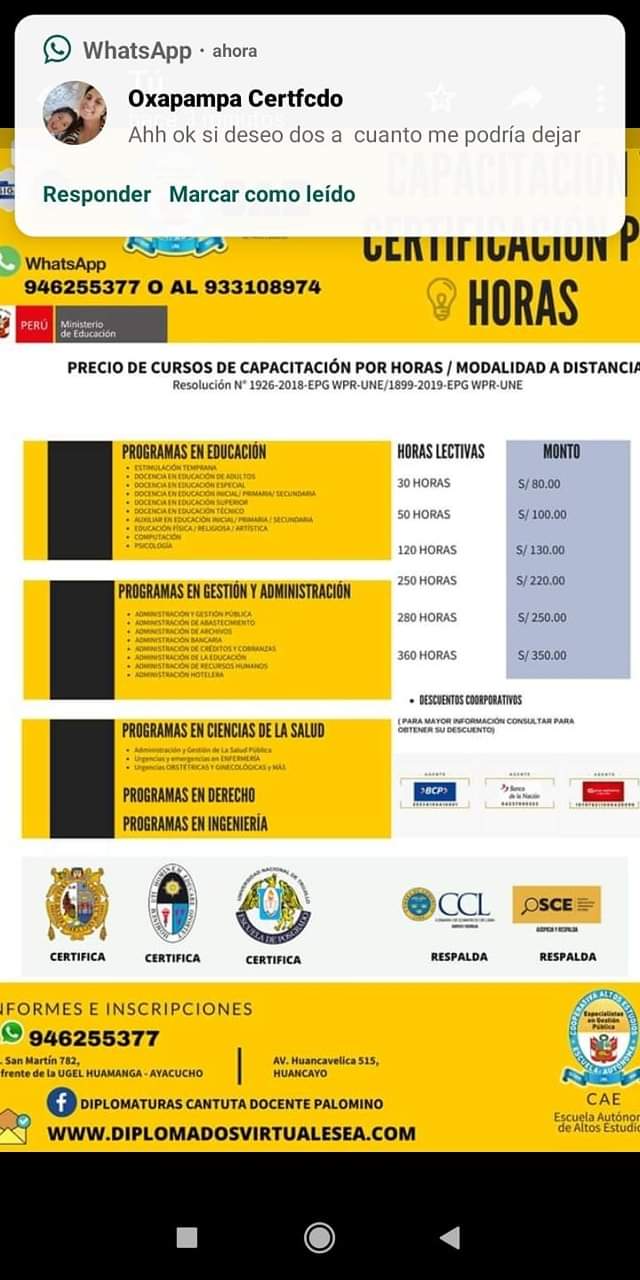 WhatsApp · ahora
Oxapampa Certfcdo
Ahh ok si deseo dos a cuanto me podría dejar
Responder Marcar como leído
CAPACITACIÓN
CERTIFICACIÓN P
HORAS
WhatsApp
946255377 O AL 933108974
PERÚ Ministerio de Educación
PRECIO DE CURSOS DE CAPACITACIÓN POR HORAS / MODALIDAD A DISTANCIA
Resolución N° 1926-2018-EPG WPR-UNE/1899-2019-EPG WPR-UNE
PROGRAMAS EN EDUCACIÓN
• ESTIMULACIÓN TEMPRANA
• DOCENCIA EN EDUCACIÓN DE ADULTOS
• DOCENCIA EN EDUCACIÓN ESPECIAL
• DOCENCIA EN EDUCACIÓN INICIAL/ PRIMARIA/ SECUNDARIA
• DOCENCIA EN EDUCACIÓN SUPERIOR
• DOCENCIA EN EDUCACIÓN TÉCNICO
• AUXILIAR EN EDUCACIÓN INICIAL/ PRIMARIA / SECUNDARIA
• EDUCACIÓN FÍSICA / RELIGIOSA / ARTÍSTICA
• COMPUTACIÓN
• PSICOLOGÍA
HORAS LECTIVAS MONTO
30 HORAS S/ 80.00
50 HORAS S/ 100.00
120 HORAS S/ 130.00
250 HORAS S/ 220.00
280 HORAS S/ 250.00
360 HORAS S/ 350.00
PROGRAMAS EN GESTIÓN Y ADMINISTRACIÓN
• ADMINISTRACIÓN Y GESTIÓN PÚBLICA
• ADMINISTRACIÓN DE ABASTECIMIENTO
• ADMINISTRACIÓN DE ARCHIVOS
• ADMINISTRACIÓN BANCARIA
• ADMINISTRACIÓN DE CRÉDITOS Y COBRANZAS
• ADMINISTRACIÓN DE LA EDUCACIÓN
• ADMINISTRACIÓN DE RECURSOS HUMANOS
• ADMINISTRACIÓN HOTELERA
• DESCUENTOS COORPORATIVOS
( PARA MAYOR INFORMACIÓN CONSULTAR PARA
OBTENER SU DESCUENTO)
PROGRAMAS EN CIENCIAS DE LA SALUD
• Administración y Gestión de La Salud Pública
• Urgencias y emergencias en ENFERMERÍA
• Urgencias OBSTÉTRICAS Y GINECOLÓGICAS y MÁS
PROGRAMAS EN DERECHO
PROGRAMAS EN INGENIERÍA
AGENTE AGENTE AGENTE
>BCP> Banco de la Nación
CERTIFICA CERTIFICA CERTIFICA
CCL OSCE
RESPALDA RESPALDA
NFORMES E INSCRIPCIONES
946255377
. San Martín 782,
frente de la UGEL HUAMANGA - AYACUCHO
AV. Huancavelica 515,
HUANCAYO
DIPLOMATURAS CANTUTA DOCENTE PALOMINO
WWW.DIPLOMADOSVIRTUALESEA.COM
Especialistas
en Gestión
Pública
CAE
Escuela Autónom
de Altos Estudio